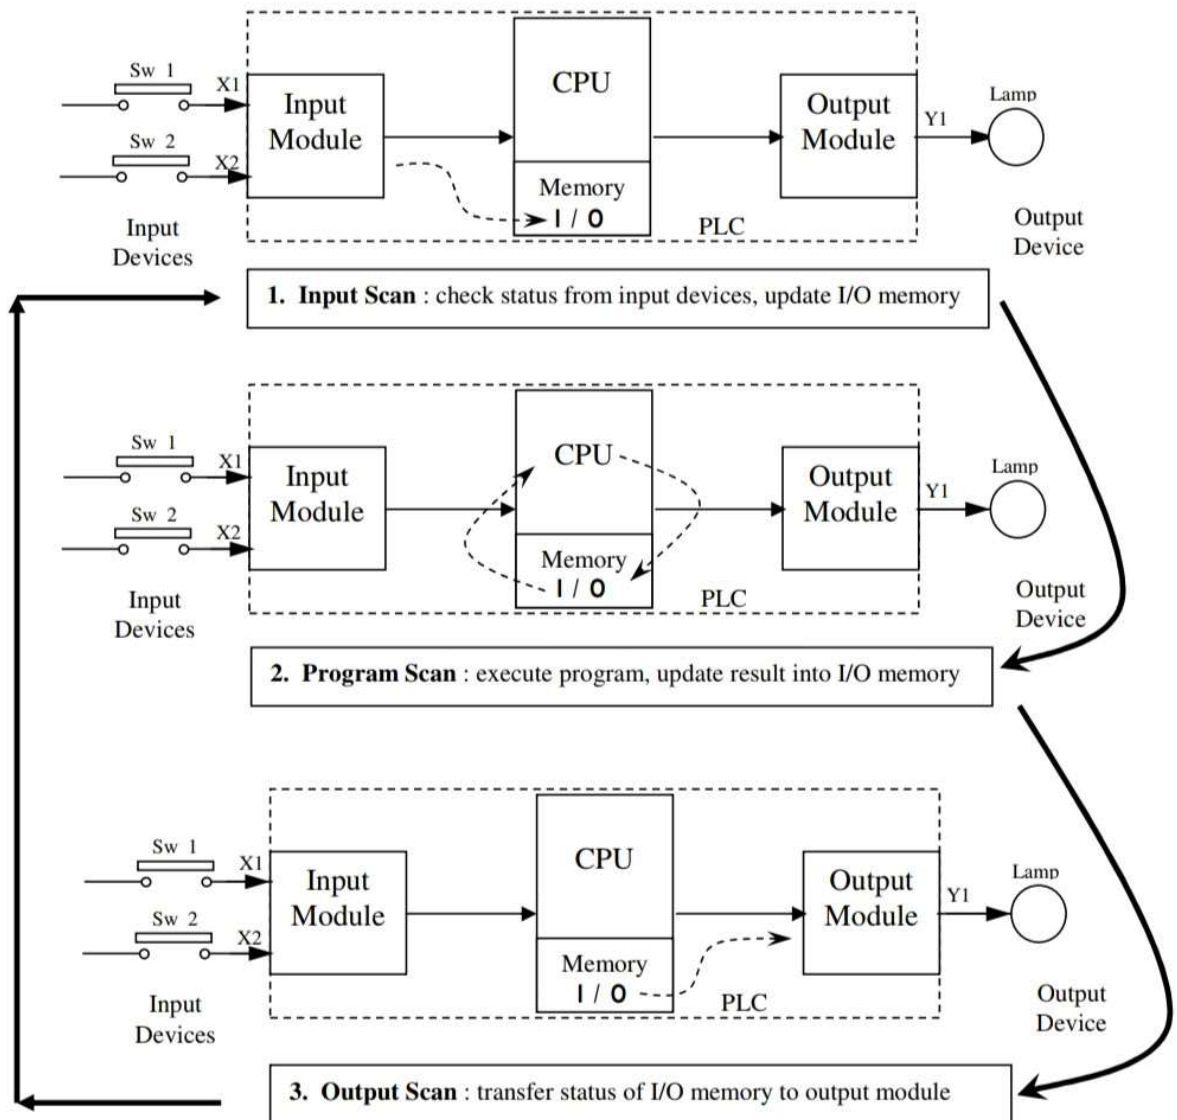 Sw 1
X1
Sw 2
X2
Input
Devices
Input
Module
CPU
Memory
I / O
PLC
Output
Module
Y1
Lamp
Output
Device
1. Input Scan : check status from input devices, update I/O memory
Sw 1
X1
Sw 2
X2
Input
Devices
Input
Module
CPU
Memory
I / O
PLC
Output
Module
Y1
Lamp
Output
Device
2. Program Scan : execute program, update result into I/O memory
Sw 1
X1
Sw 2
X2
Input
Devices
Input
Module
CPU
Memory
I / O
PLC
Output
Module
Y1
Lamp
Output
Device
3. Output Scan : transfer status of I/O memory to output module